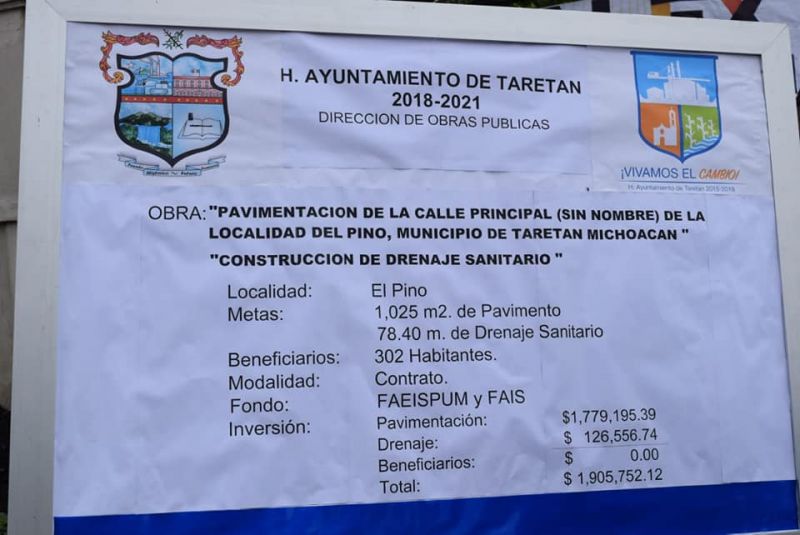 H. AYUNTAMIENTO DE TARETAN
2018-2021
DIRECCION DE OBRAS PUBLICAS
¡VIVAMOS EL CAMBIO!
H. Ayuntamiento de Taretan 2015-2018
OBRA: "PAVIMENTACION DE LA CALLE PRINCIPAL (SIN NOMBRE) DE LA
LOCALIDAD DEL PINO, MUNICIPIO DE TARETAN MICHOACAN "
"CONSTRUCCION DE DRENAJE SANITARIO "
Localidad: El Pino
Metas: 1,025 m2. de Pavimento
78.40 m. de Drenaje Sanitario
Beneficiarios: 302 Habitantes.
Modalidad: Contrato.
Fondo: FAEISPUM y FAIS
Inversión: Pavimentación: $1,779,195.39
Drenaje: $ 126,556.74
Beneficiarios: $ 0.00
Total: $ 1,905,752.12